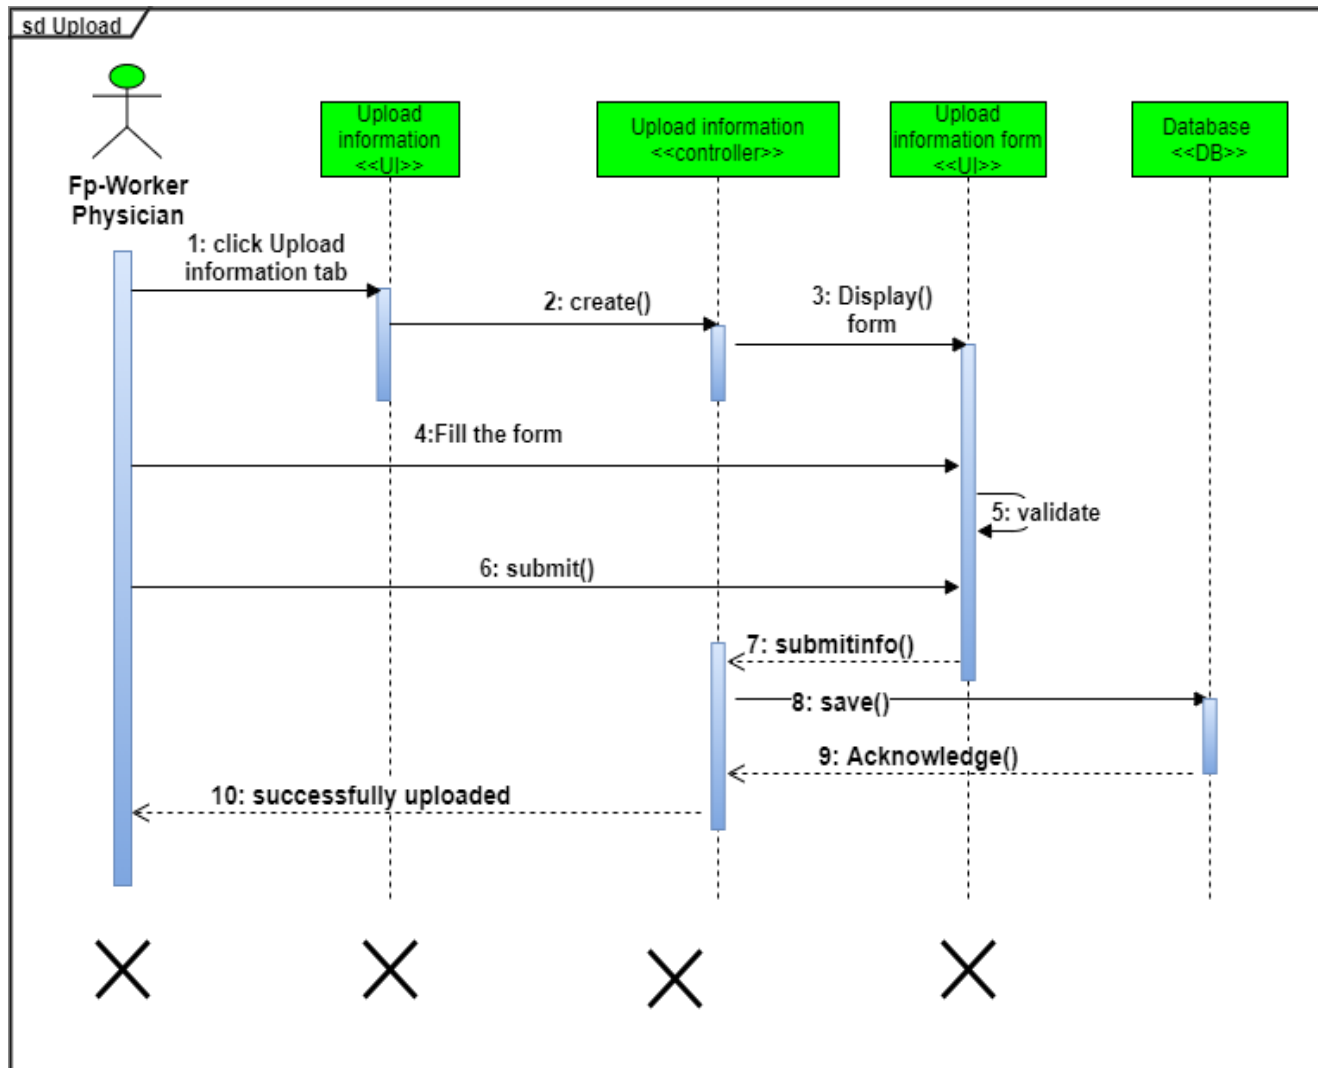 sd Upload
Upload
information
<<UI>>
Upload information
<<controller>>
Upload
information form
<<UI>>
Database
<<DB>>
Fp-Worker
Physician
1: click Upload
information tab
2: create()
3: Display()
form
4:Fill the form
5: validate
6: submit()
7: submitinfo()
8: save()
9: Acknowledge()
10: successfully uploaded